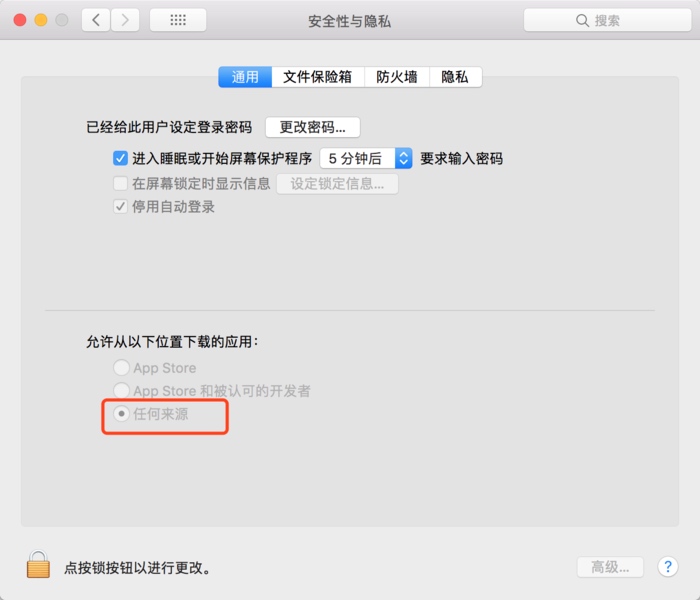 安全性与隐私
搜索
通用 文件保险箱 防火墙 隐私
已经给此用户设定登录密码 更改密码...
进入睡眠或开始屏幕保护程序 5 分钟后 要求输入密码
在屏幕锁定时显示信息 设定锁定信息...
停用自动登录
允许从以下位置下载的应用：
App Store
App Store 和被认可的开发者
任何来源
点按锁按钮以进行更改。
高级... ?